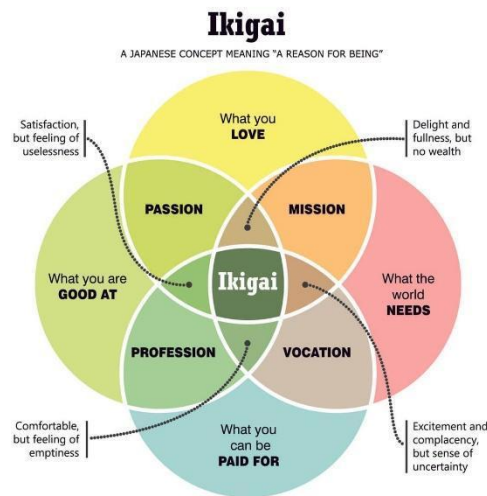 Ikigai
A JAPANESE CONCEPT MEANING "A REASON FOR BEING"
Satisfaction,
but feeling of
uselessness
What you
LOVE
Delight and
fullness, but
no wealth
PASSION
MISSION
What you are
GOOD AT
Ikigai
What the
world
NEEDS
PROFESSION
VOCATION
Comfortable,
but feeling of
emptiness
What you
can be
PAID FOR
Excitement and
complacency,
but sense of
uncertainty